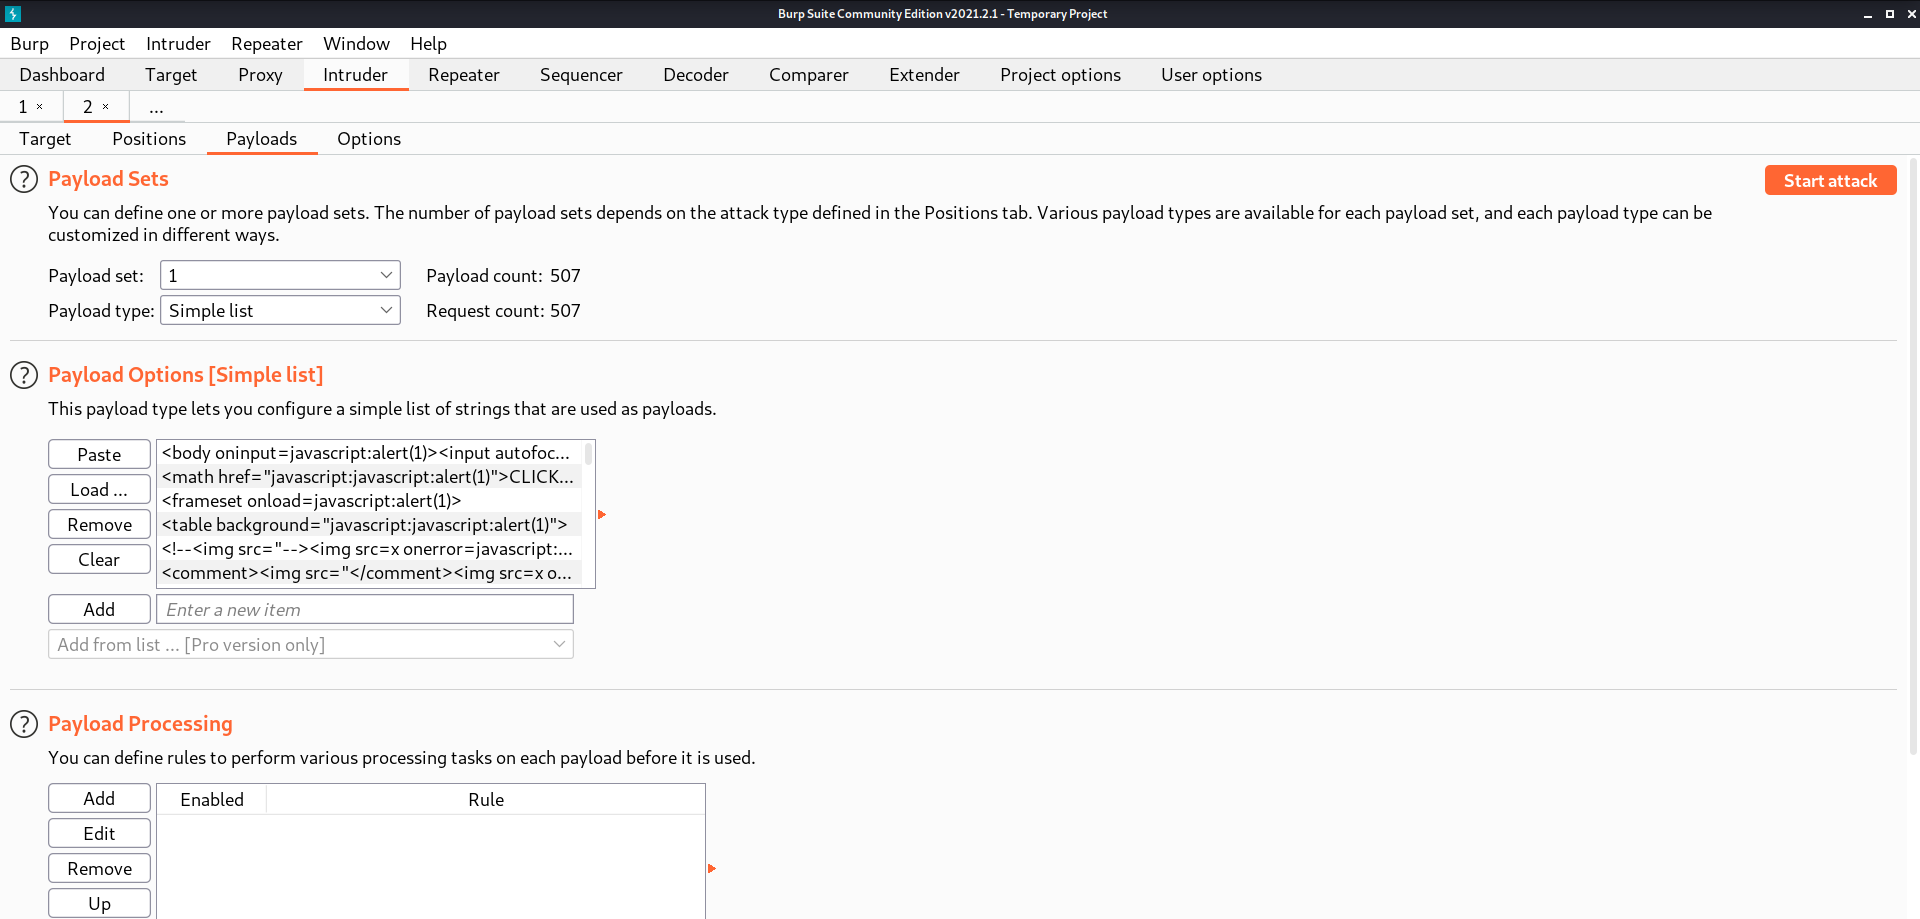 Burp Suite Community Edition v2021.2.1 - Temporary Project
Burp Project Intruder Repeater Window Help
Dashboard Target Proxy Intruder Repeater Sequencer Decoder Comparer Extender Project options User options
1 × 2 × ...
Target Positions Payloads Options
? Payload Sets Start attack
You can define one or more payload sets. The number of payload sets depends on the attack type defined in the Positions tab. Various payload types are available for each payload set, and each payload type can be
customized in different ways.
Payload set: 1 Payload count: 507
Payload type: Simple list Request count: 507
? Payload Options [Simple list]
This payload type lets you configure a simple list of strings that are used as payloads.
Paste <body oninput=javascript:alert(1)><input autofoc...
<math href="javascript:javascript:alert(1)">CLICK...
Load ... <frameset onload=javascript:alert(1)>
Remove <table background="javascript:javascript:alert(1)">
<!--<img src="--><img src=x onerror=javascript:...
Clear <comment><img src="</comment><img src=x o...
Add Enter a new item
Add from list ... [Pro version only]
? Payload Processing
You can define rules to perform various processing tasks on each payload before it is used.
Add Enabled Rule
Edit
Remove
Up